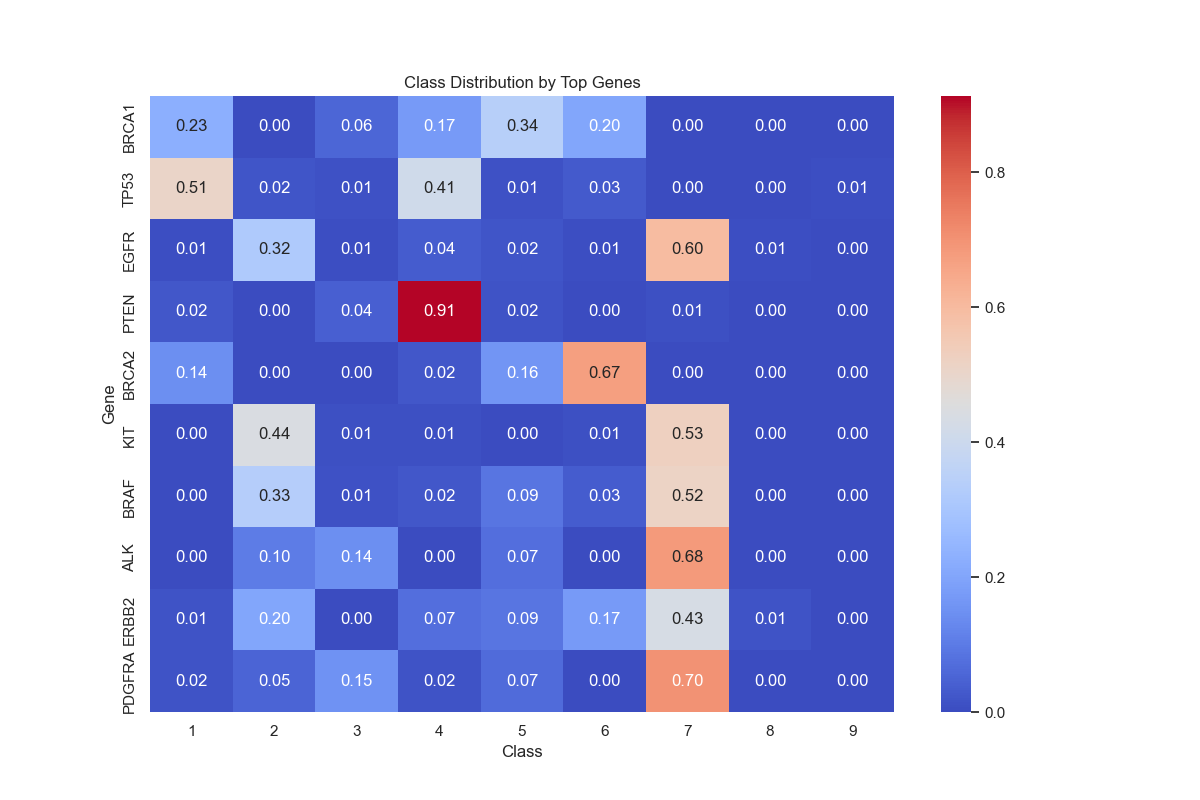 Class Distribution by Top Genes
BRCA1 0.23 0.00 0.06 0.17 0.34 0.20 0.00 0.00 0.00
TP53 0.51 0.02 0.01 0.41 0.01 0.03 0.00 0.00 0.01
EGFR 0.01 0.32 0.01 0.04 0.02 0.01 0.60 0.01 0.00
PTEN 0.02 0.00 0.04 0.91 0.02 0.00 0.01 0.00 0.00
BRCA2 0.14 0.00 0.00 0.02 0.16 0.67 0.00 0.00 0.00
KIT 0.00 0.44 0.01 0.01 0.00 0.01 0.53 0.00 0.00
BRAF 0.00 0.33 0.01 0.02 0.09 0.03 0.52 0.00 0.00
ALK 0.00 0.10 0.14 0.00 0.07 0.00 0.68 0.00 0.00
ERBB2 0.01 0.20 0.00 0.07 0.09 0.17 0.43 0.01 0.00
PDGFRA 0.02 0.05 0.15 0.02 0.07 0.00 0.70 0.00 0.00
1 2 3 4 5 6 7 8 9
Class
Gene
0.8
0.6
0.4
0.2
0.0